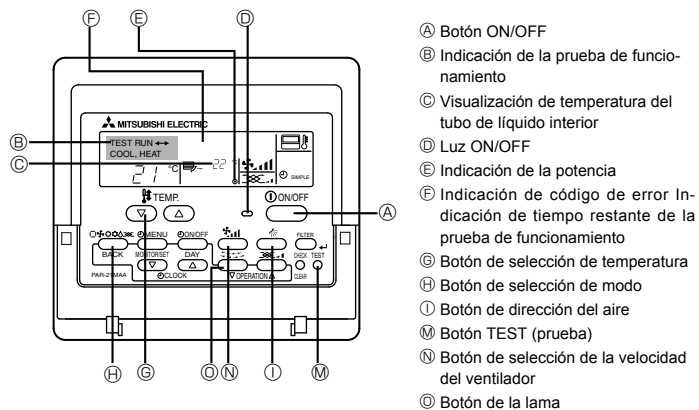 Ⓕ Ⓔ Ⓓ
Ⓑ
Ⓒ
MITSUBISHI ELECTRIC
TEST RUN ↔
COOL, HEAT
21 °C
22 °C
SIMPLE
TEMP.
ON/OFF
Ⓐ
MENU
ON/OFF
FILTER
BACK
MONITOR/SET
DAY
CHECK
TEST
PAR-21MAA
CLOCK
▽ OPERATION △
CLEAR
Ⓗ Ⓖ Ⓞ Ⓝ Ⓘ Ⓜ
Ⓐ Botón ON/OFF
Ⓑ Indicación de la prueba de funcio-
namiento
Ⓒ Visualización de temperatura del
tubo de líquido interior
Ⓓ Luz ON/OFF
Ⓔ Indicación de la potencia
Ⓕ Indicación de código de error In-
dicación de tiempo restante de la
prueba de funcionamiento
Ⓖ Botón de selección de temperatura
Ⓗ Botón de selección de modo
Ⓘ Botón de dirección del aire
Ⓜ Botón TEST (prueba)
Ⓝ Botón de selección de la velocidad
del ventilador
Ⓞ Botón de la lama